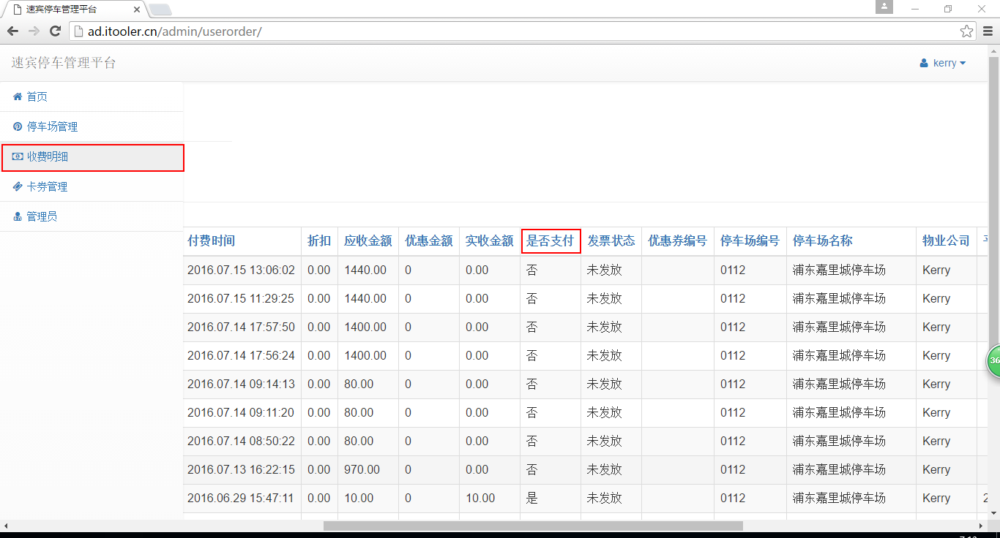 速宾停车管理平台
ad.itooler.cn/admin/userorder/
速宾停车管理平台
kerry
首页
停车场管理
收费明细
卡券管理
管理员
付费时间 折扣 应收金额 优惠金额 实收金额 是否支付 发票状态 优惠券编号 停车场编号 停车场名称 物业公司
2016.07.15 13:06:02 0.00 1440.00 0 0.00 否 未发放 0112 浦东嘉里城停车场 Kerry
2016.07.15 11:29:25 0.00 1440.00 0 0.00 否 未发放 0112 浦东嘉里城停车场 Kerry
2016.07.14 17:57:50 0.00 1400.00 0 0.00 否 未发放 0112 浦东嘉里城停车场 Kerry
2016.07.14 17:56:24 0.00 1400.00 0 0.00 否 未发放 0112 浦东嘉里城停车场 Kerry
2016.07.14 09:14:13 0.00 80.00 0 0.00 否 未发放 0112 浦东嘉里城停车场 Kerry
2016.07.14 09:11:20 0.00 80.00 0 0.00 否 未发放 0112 浦东嘉里城停车场 Kerry
2016.07.14 08:50:22 0.00 80.00 0 0.00 否 未发放 0112 浦东嘉里城停车场 Kerry
2016.07.13 16:22:15 0.00 970.00 0 0.00 否 未发放 0112 浦东嘉里城停车场 Kerry
2016.06.29 15:47:11 0.00 10.00 0 10.00 是 未发放 0112 浦东嘉里城停车场 Kerry 2
36